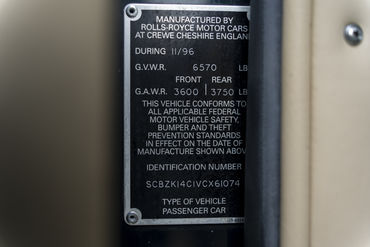 MANUFACTURED BY
ROLLS-ROYCE MOTOR CARS
AT CREWE CHESHIRE ENGLAN
DURING 11/96
G.V.W.R. 6570 LB
FRONT REAR
G.A.W.R. 3600 3750 LB
THIS VEHICLE CONFORMS TO
ALL APPLICABLE FEDERAL
MOTOR VEHICLE SAFETY,
BUMPER AND THEFT
PREVENTION STANDARDS
IN EFFECT ON THE DATE OF
MANUFACTURE SHOWN ABOV
IDENTIFICATION NUMBER
SCBZK14C1VCX61074
TYPE OF VEHICLE
PASSENGER CAR